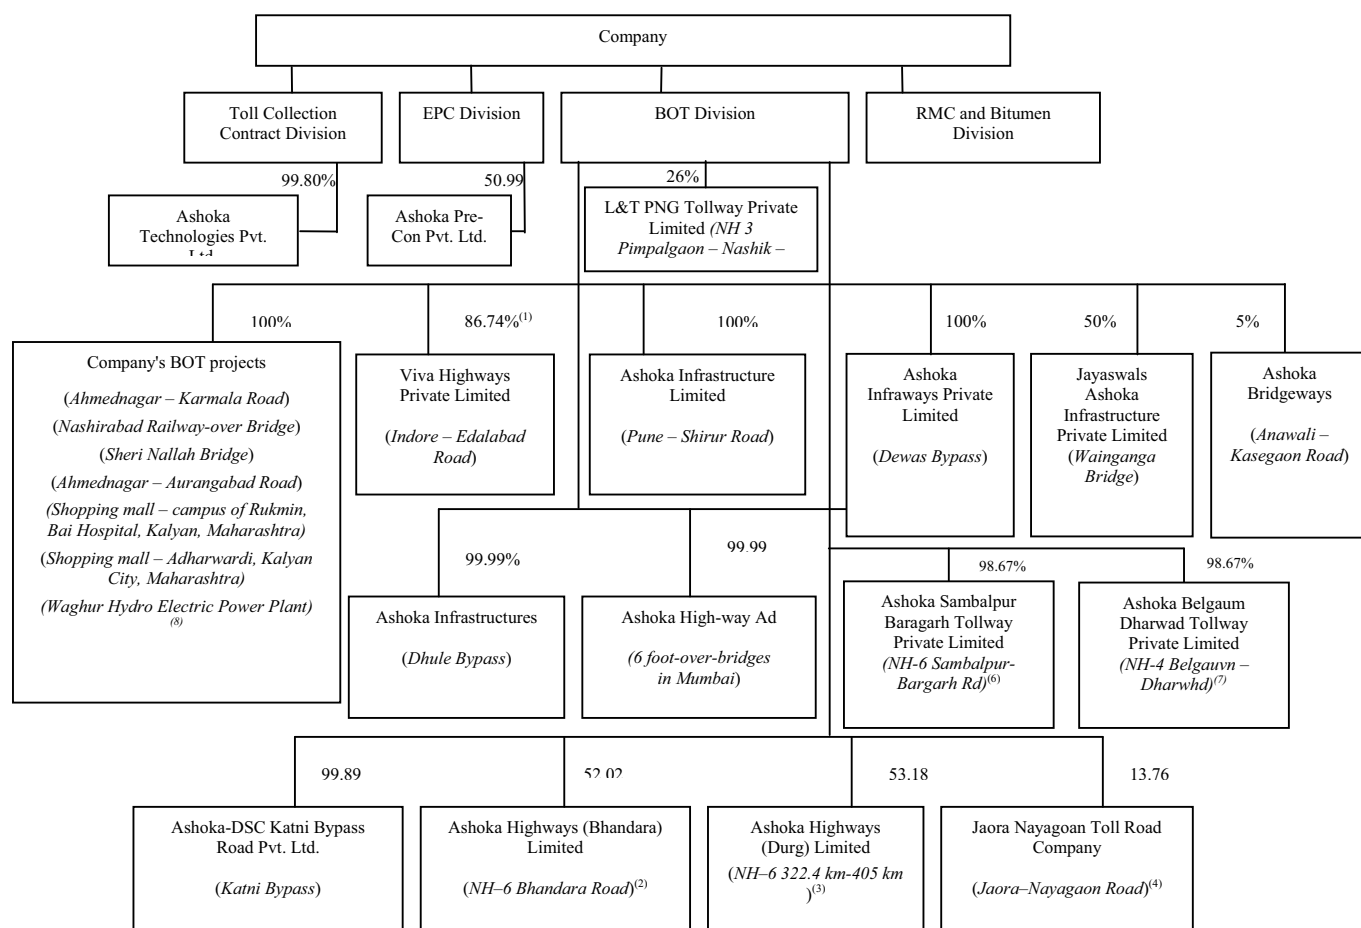 Company
Toll Collection
Contract Division
EPC Division
BOT Division
RMC and Bitumen
Division
99.80%
50.99
26%
Ashoka
Technologies Pvt.
Ashoka Pre-
Con Pvt. Ltd.
L&T PNG Tollway Private
Limited (NH 3
Pimpalgaon – Nashik –
100%
86.74%(1)
100%
100%
50%
5%
Company's BOT projects
(Ahmednagar – Karmala Road)
(Nashirabad Railway-over Bridge)
(Sheri Nallah Bridge)
(Ahmednagar – Aurangabad Road)
(Shopping mall – campus of Rukmin,
Bai Hospital, Kalyan, Maharashtra)
(Shopping mall – Adharwardi, Kalyan
City, Maharashtra)
(Waghur Hydro Electric Power Plant)
(8)
Viva Highways
Private Limited
(Indore – Edalabad
Road)
Ashoka Infrastructure
Limited
(Pune – Shirur Road)
Ashoka
Infraways Private
Limited
(Dewas Bypass)
Jayaswals
Ashoka
Infrastructure
Private Limited
(Wainganga
Bridge)
Ashoka
Bridgeways
(Anawali –
Kasegaon Road)
99.99%
99.99
98.67%
98.67%
Ashoka Infrastructures
(Dhule Bypass)
Ashoka High-way Ad
(6 foot-over-bridges
in Mumbai)
Ashoka Sambalpur
Baragarh Tollway
Private Limited
(NH-6 Sambalpur-
Bargarh Rd)(6)
Ashoka Belgaum
Dharwad Tollway
Private Limited
(NH-4 Belgauvn –
Dharwhd)(7)
99.89
52.02
53.18
13.76
Ashoka-DSC Katni Bypass
Road Pvt. Ltd.
(Katni Bypass)
Ashoka Highways (Bhandara)
Limited
(NH–6 Bhandara Road)(2)
Ashoka Highways
(Durg) Limited
(NH–6 322.4 km-405 km
)(3)
Jaora Nayagoan Toll Road
Company
(Jaora–Nayagaon Road)(4)